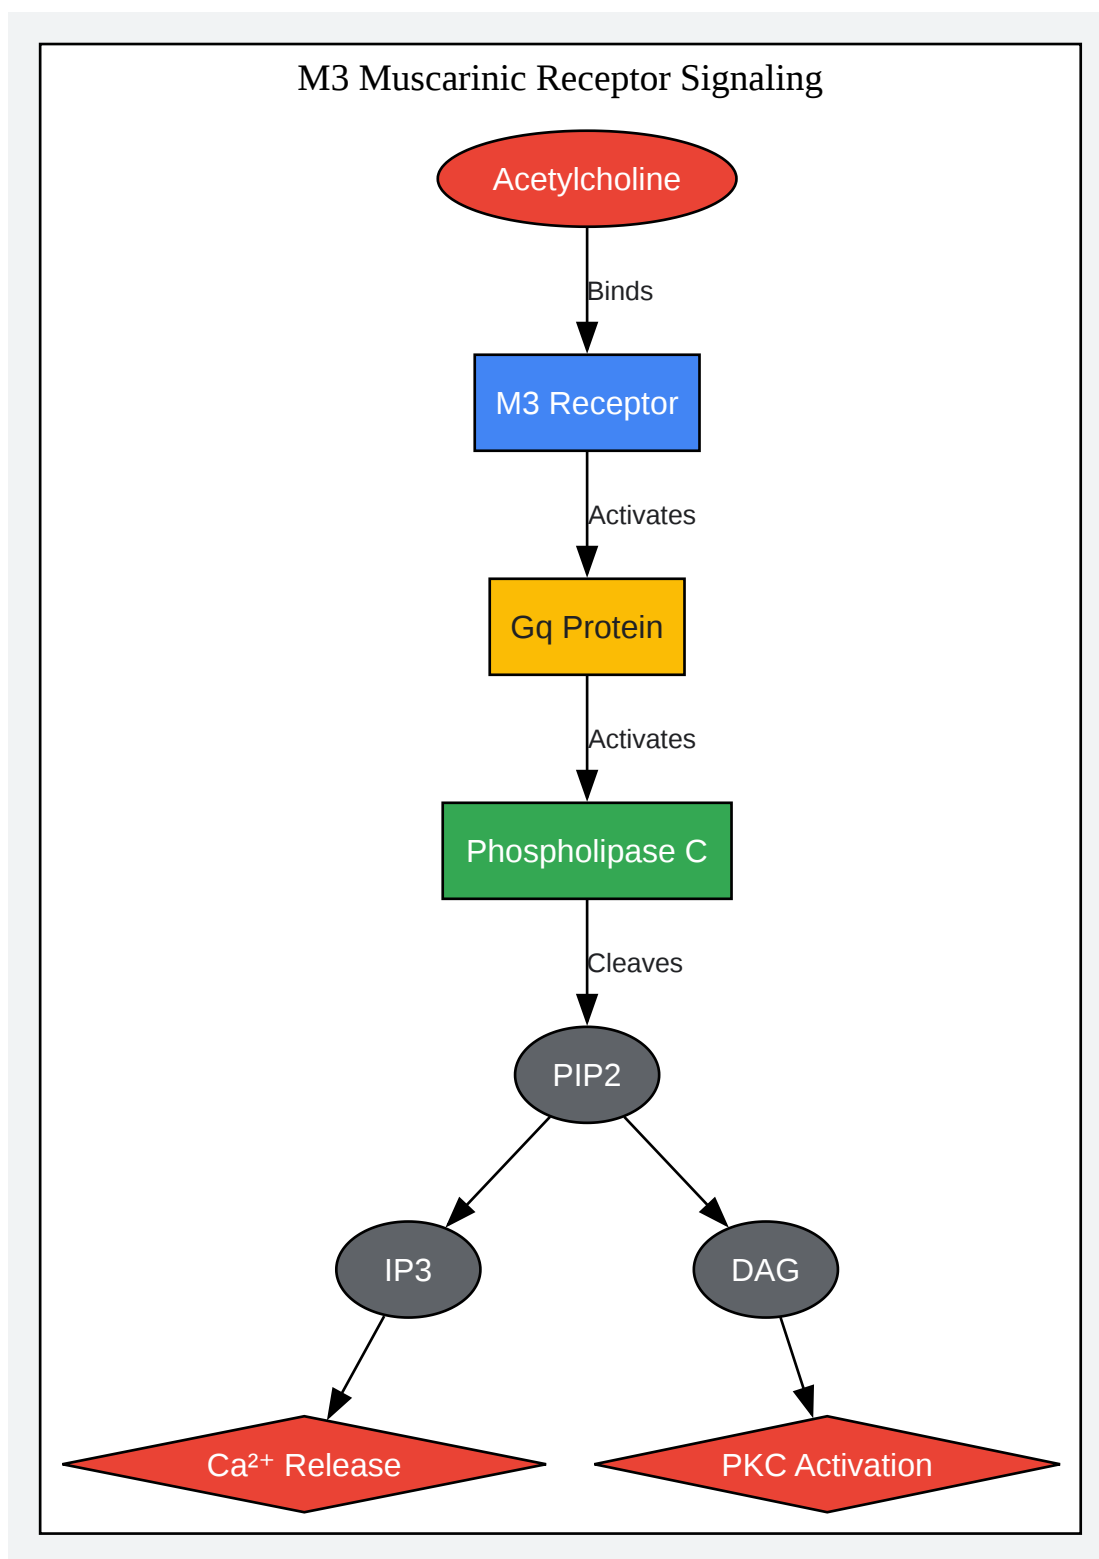 M3 Muscarinic Receptor Signaling
Acetylcholine
Binds
M3 Receptor
Activates
Gq Protein
Activates
Phospholipase C
Cleaves
PIP2
IP3
DAG
Ca²⁺ Release
PKC Activation